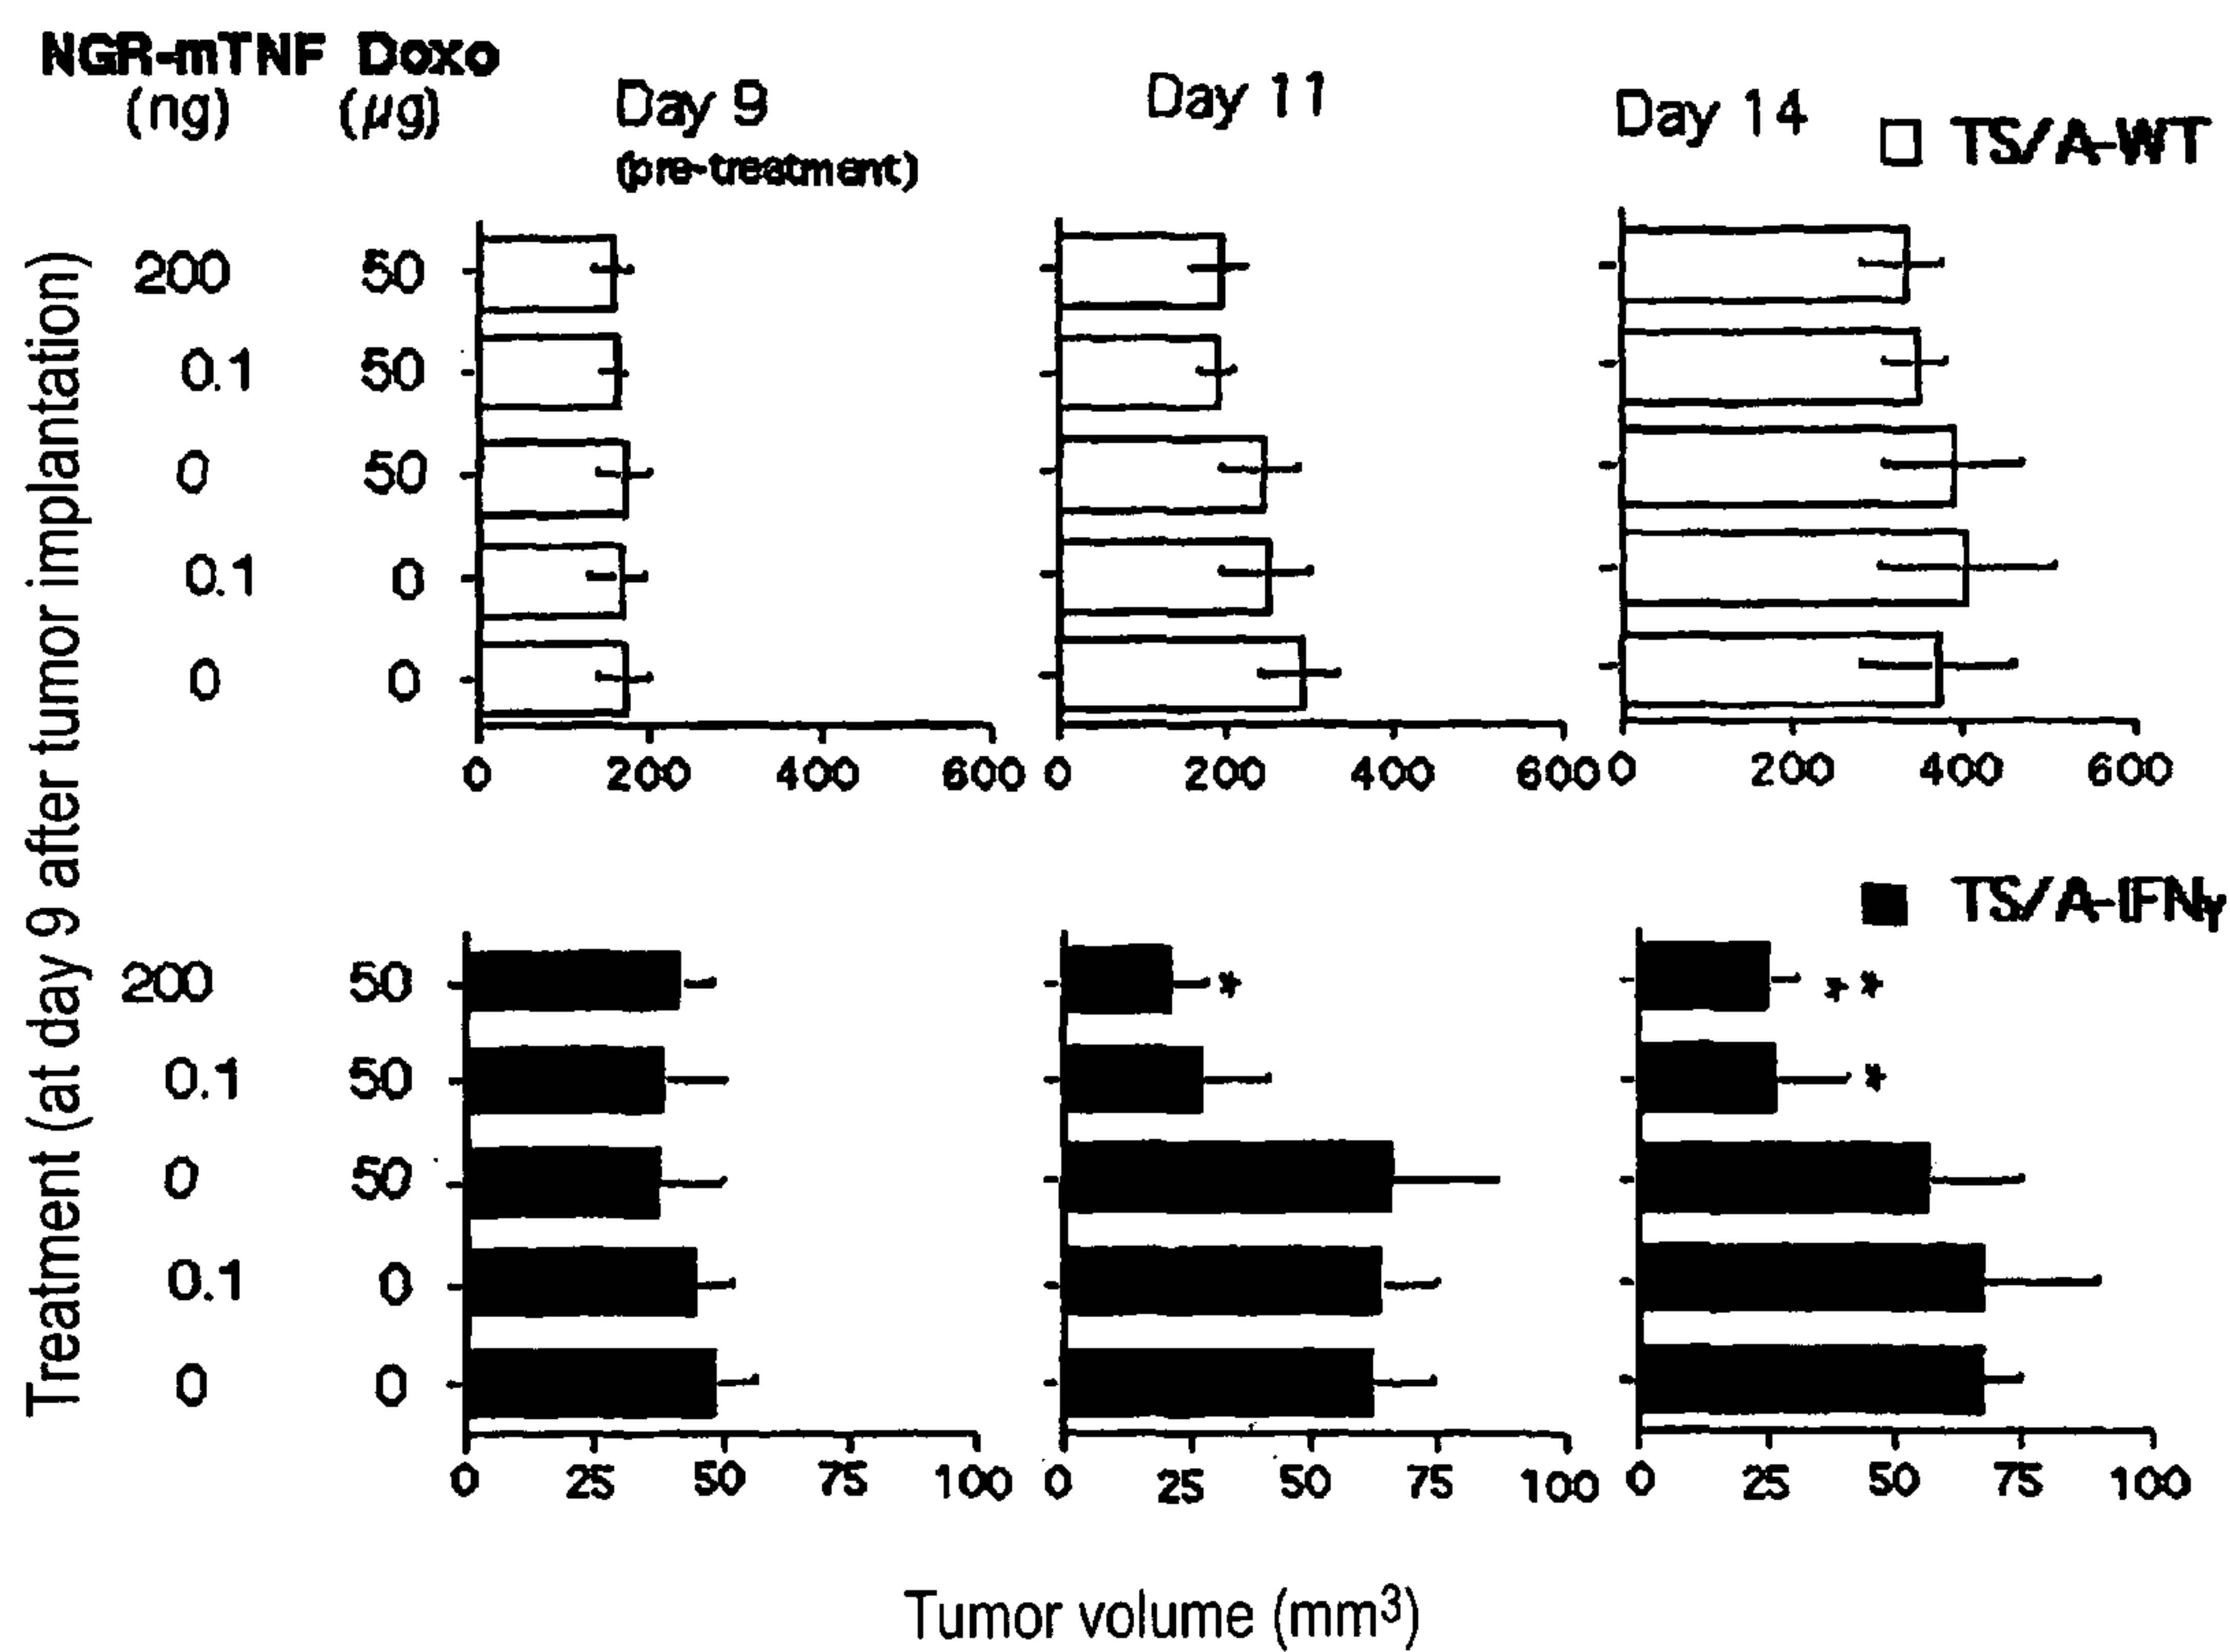 NGR-mTNF Doxo
(ng) (µg)
Day 9
(pre-treatment)
Day 11
Day 14
TS/A-WT
Treatment (at day 9 after tumor implantation)
200 50
0.1 50
0 50
0.1 0
0 0
0 200 400 600 0 200 400 600 0 200 400 600
TS/A-IFNγ
200 50 * * *
0.1 50 *
0 50
0.1 0
0 0
0 25 50 75 100 0 25 50 75 100 0 25 50 75 100
Tumor volume (mm³)